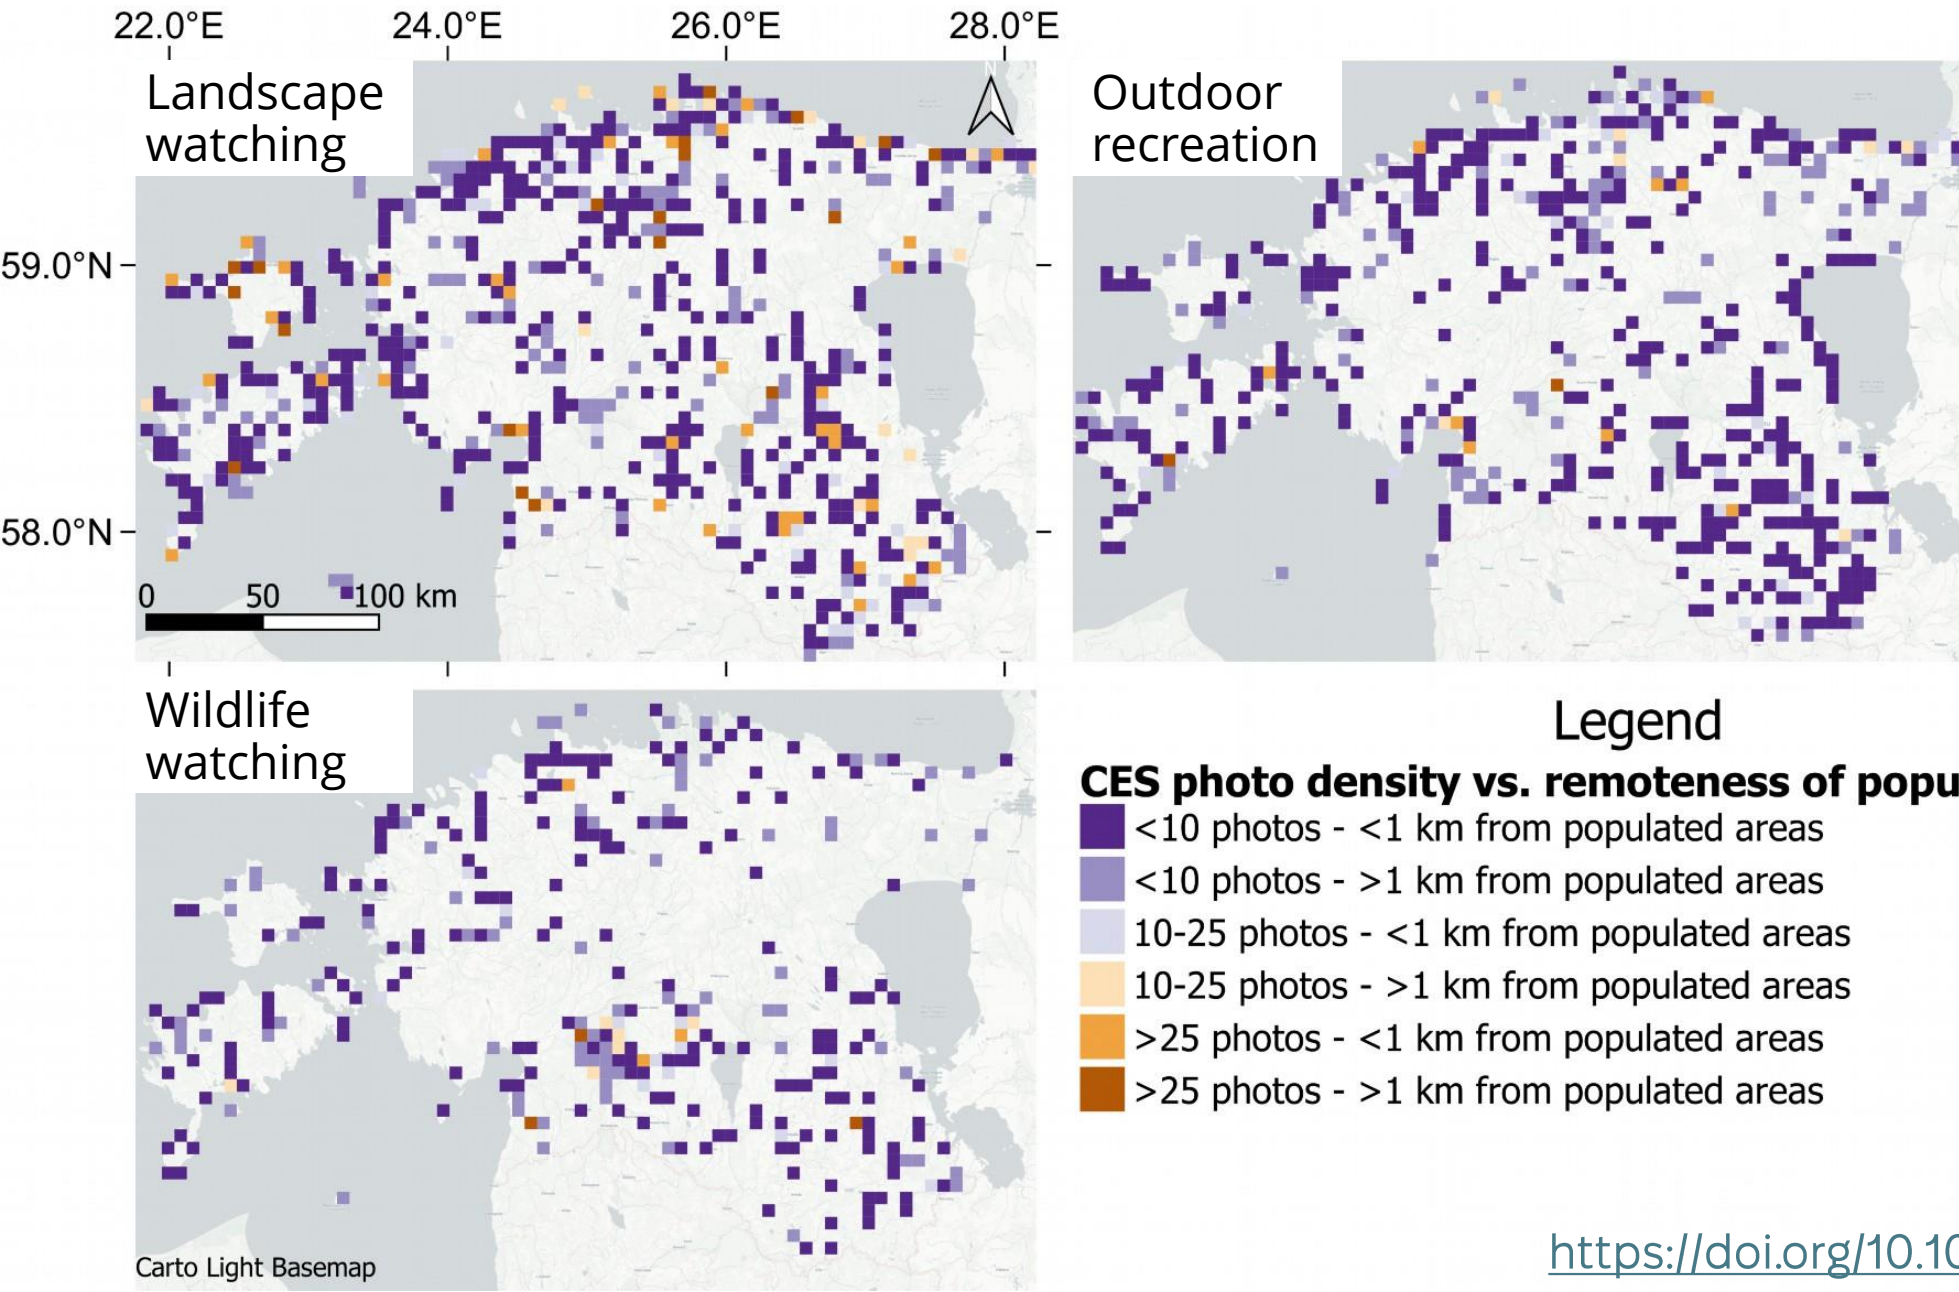 22.0°E 24.0°E 26.0°E 28.0°E
Landscape
watching
N
Outdoor
recreation
59.0°N
58.0°N
0 50 100 km
Wildlife
watching
Carto Light Basemap
Legend
CES photo density vs. remoteness of popu
<10 photos - <1 km from populated areas
<10 photos - >1 km from populated areas
10-25 photos - <1 km from populated areas
10-25 photos - >1 km from populated areas
>25 photos - <1 km from populated areas
>25 photos - >1 km from populated areas
https://doi.org/10.10